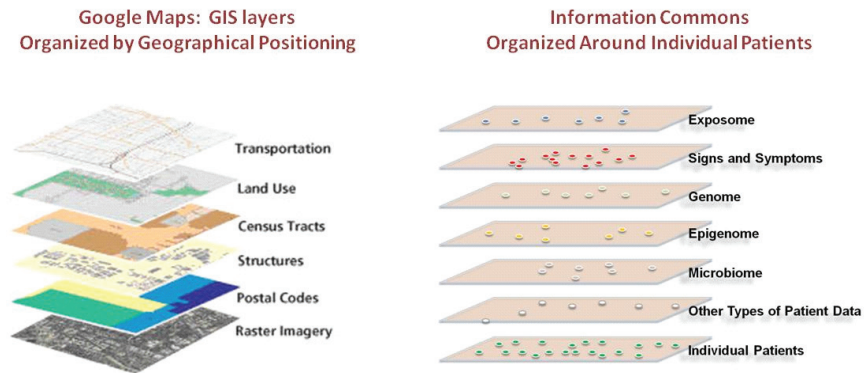 Google Maps: GIS layers
Organized by Geographical Positioning
Transportation
Land Use
Census Tracts
Structures
Postal Codes
Raster Imagery
Information Commons
Organized Around Individual Patients
Exposome
Signs and Symptoms
Genome
Epigenome
Microbiome
Other Types of Patient Data
Individual Patients